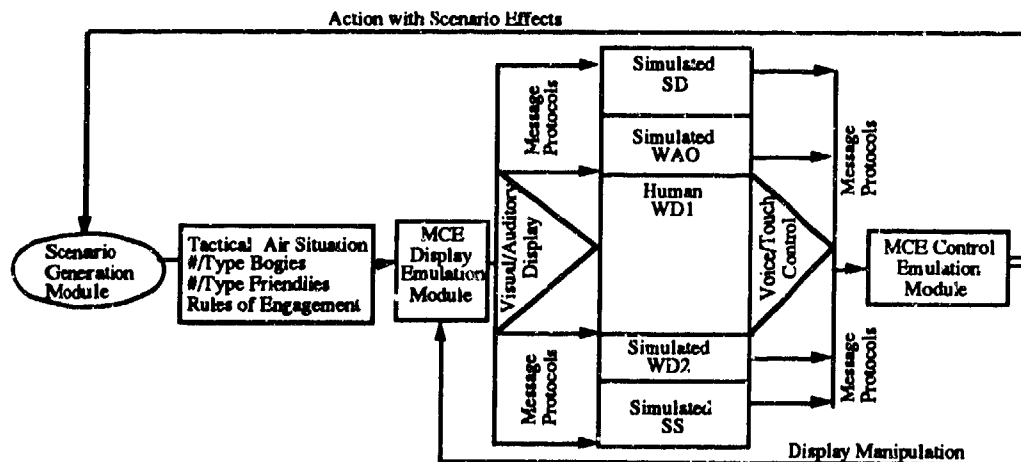 Action with Scenario Effects
Scenario
Generation
Module
Tactical Air Situation
#/Type Bogies
#/Type Friendlies
Rules of Engagement
MCE
Display
Emulation
Module
Message
Protocols
Visual/Auditory
Display
Message
Protocols
Simulated
SD
Simulated
WAO
Human
WD1
Simulated
WD2
Simulated
SS
Voice/Touch
Control
Message
Protocols
Message
Protocols
MCE Control
Emulation
Module
Display Manipulation